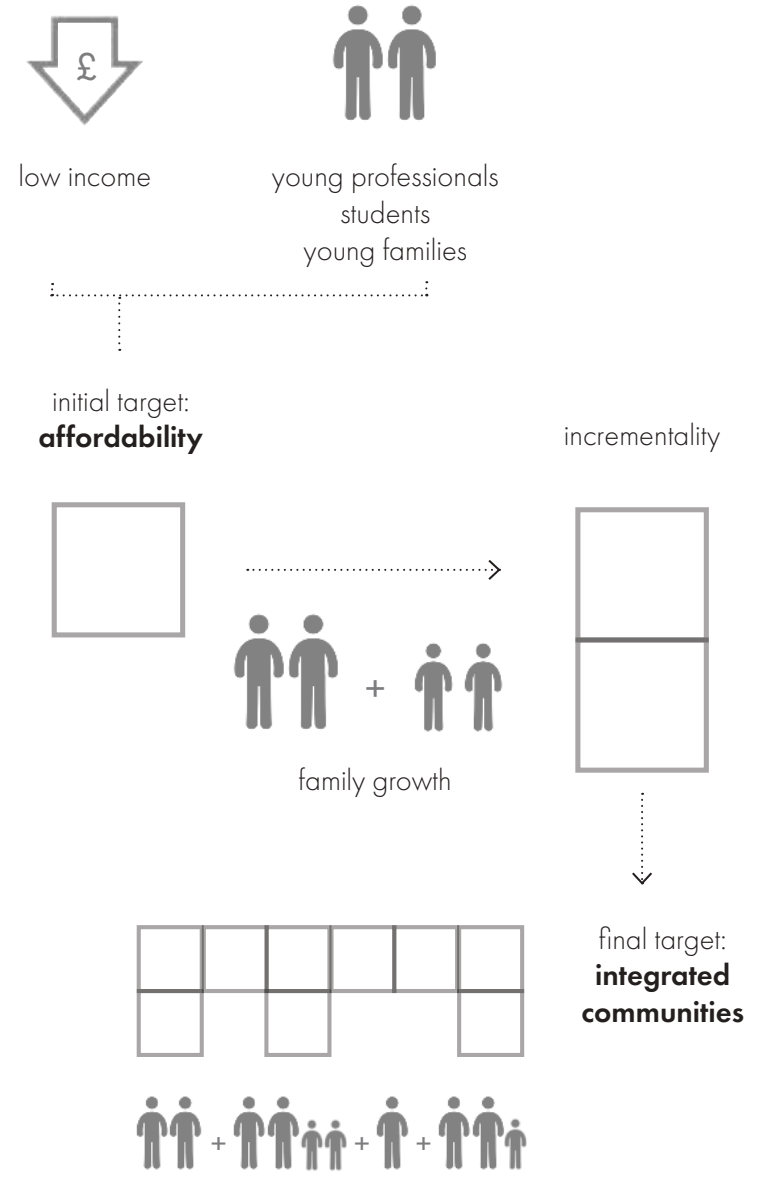 £
low income
young professionals
students
young families
initial target:
affordability
incrementality
+
family growth
final target:
integrated
communities
+ + +